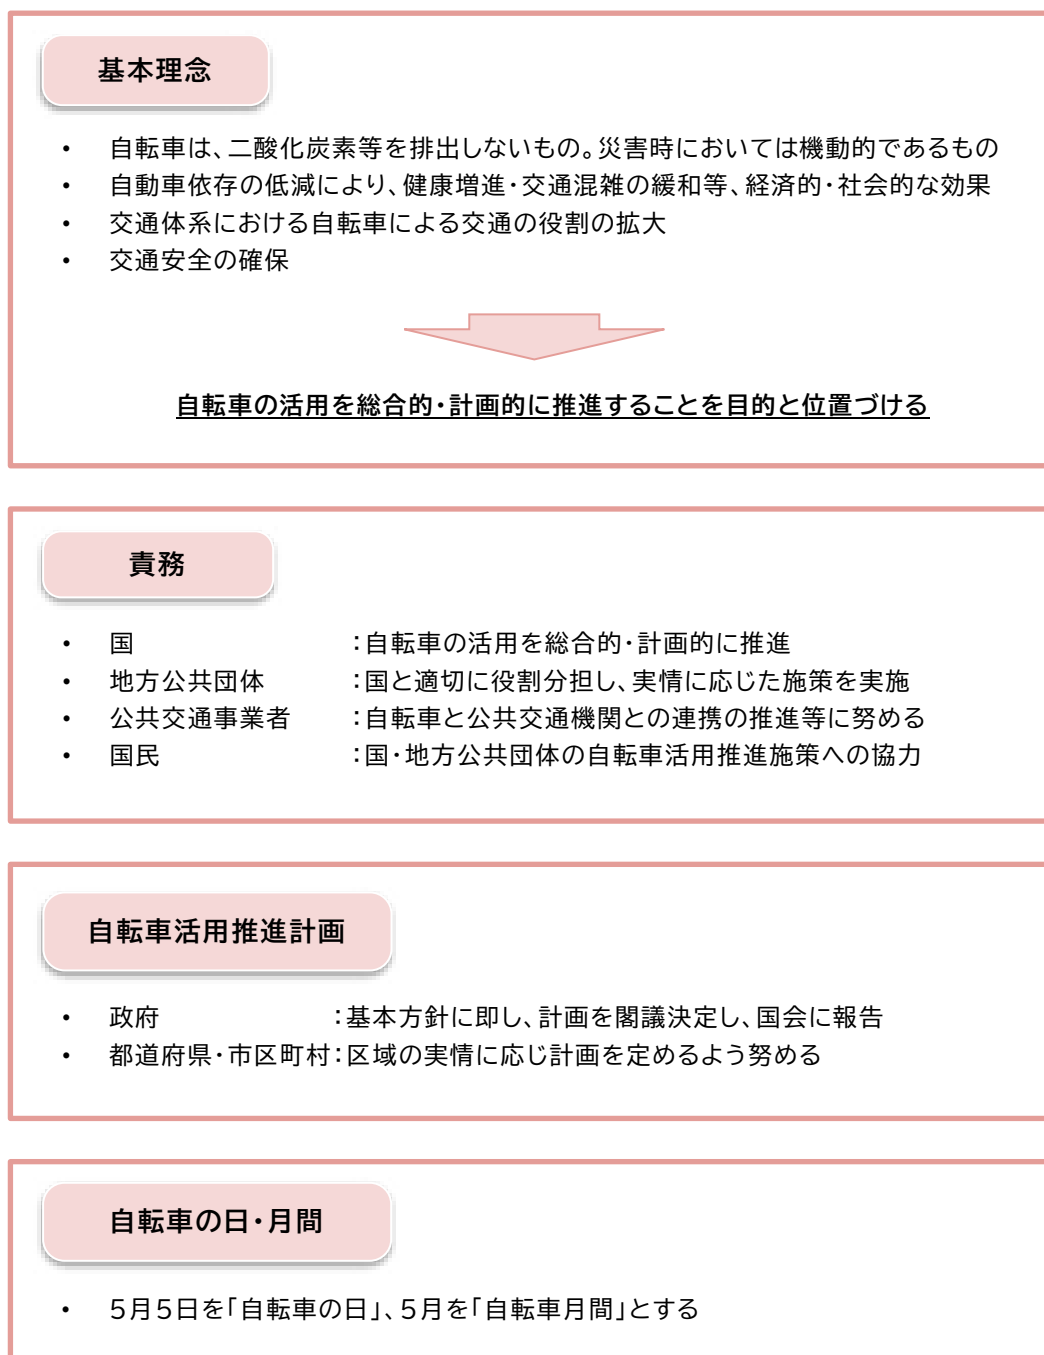 基本理念
• 自転車は、二酸化炭素等を排出しないもの。災害時においては機動的であるもの
• 自動車依存の低減により、健康増進・交通混雑の緩和等、経済的・社会的な効果
• 交通体系における自転車による交通の役割の拡大
• 交通安全の確保
自転車の活用を総合的・計画的に推進することを目的と位置づける
責務
• 国 :自転車の活用を総合的・計画的に推進
• 地方公共団体 :国と適切に役割分担し、実情に応じた施策を実施
• 公共交通事業者 :自転車と公共交通機関との連携の推進等に努める
• 国民 :国・地方公共団体の自転車活用推進施策への協力
自転車活用推進計画
• 政府 :基本方針に即し、計画を閣議決定し、国会に報告
• 都道府県・市区町村:区域の実情に応じ計画を定めるよう努める
自転車の日・月間
• 5月5日を「自転車の日」、5月を「自転車月間」とする